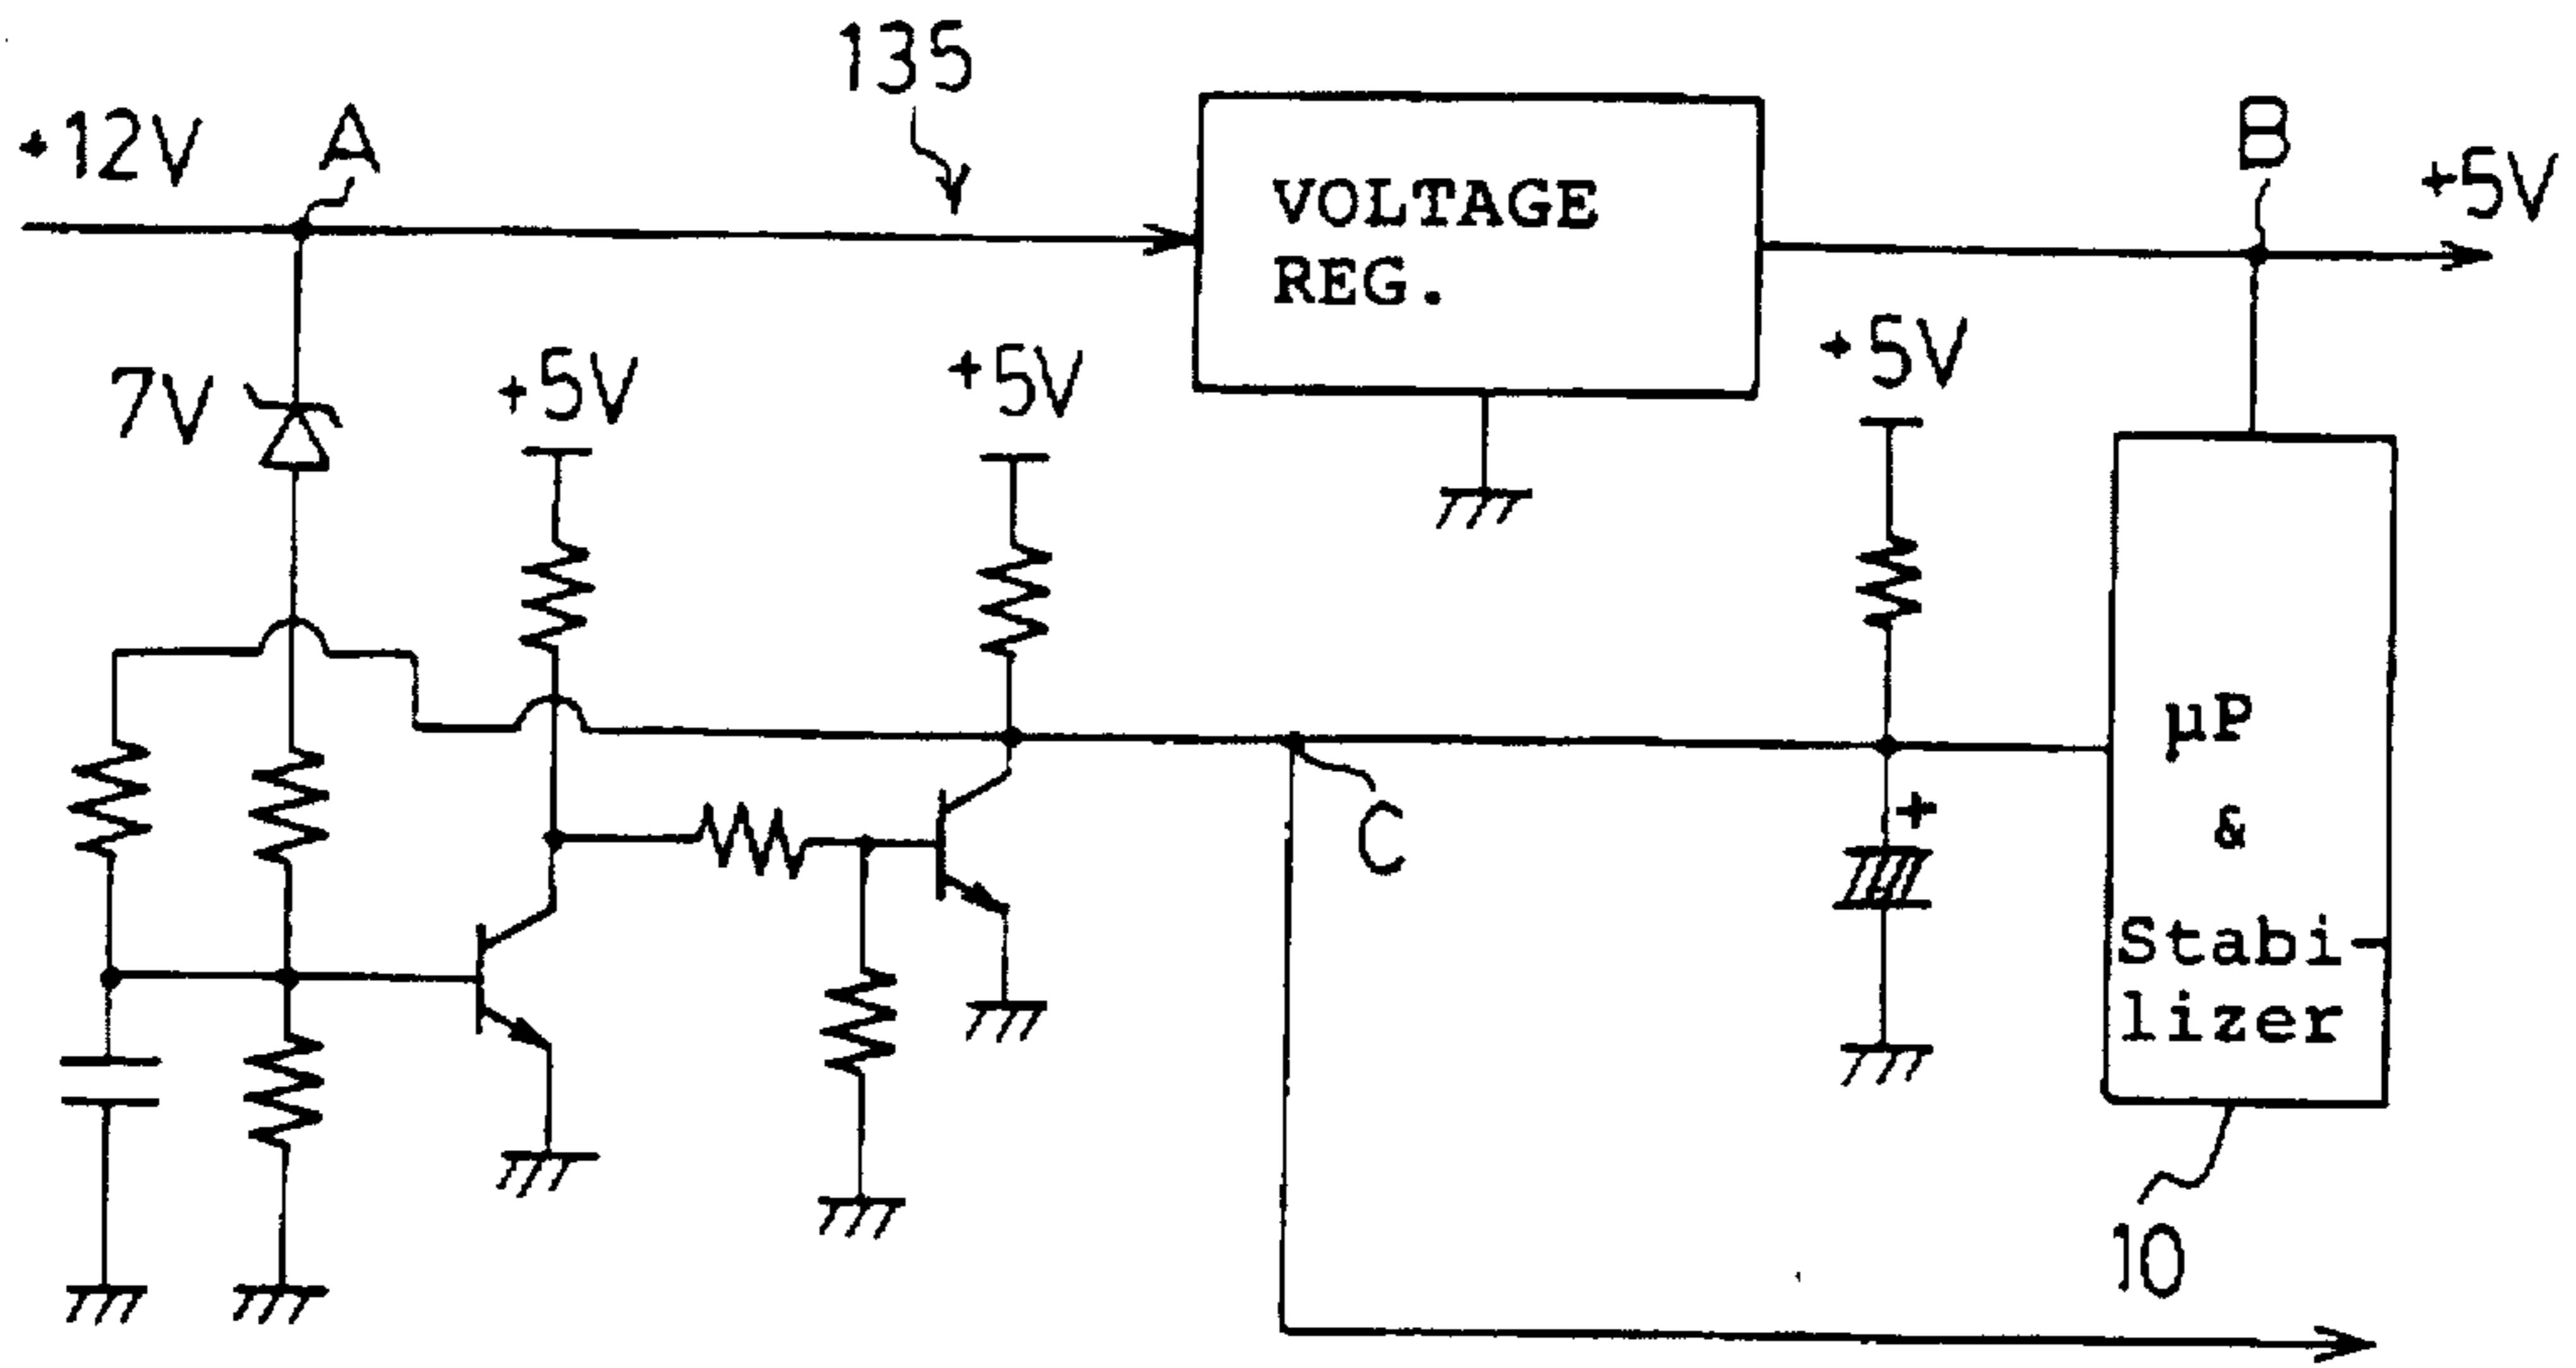 135
+12V
A
B
+5V
VOLTAGE
REG.
7V
+5V
+5V
+5V
µP
&
Stabi-
lizer
C
+
10